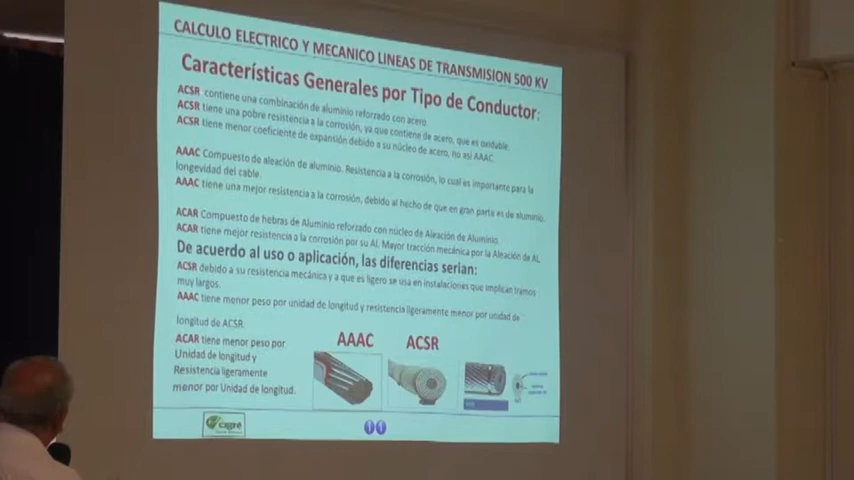 CALCULO ELECTRICO Y MECANICO LINEAS DE TRANSMISION 500 KV
Características Generales por Tipo de Conductor:
ACSR, contiene una combinación de aluminio reforzado con acero.
ACSR tiene una pobre resistencia a la corrosión, ya que contiene de acero, que es oxidable.
ACSR tiene menor coeficiente de expantión debido a su núcleo de acero, no así AAAC
AAAC Compuesto de aleación de aluminio. Resistencia a la corrosión, lo cual es importante para la
longevidad del cable.
AAAC tiene una mejor resistencia a la corrosión, debido al hecho de que en gran parte es de aluminio.
ACAR Compuesto de hebras de Aluminio reforzado con núcleo de Aleación de Aluminio.
ACAR tiene mejor resistencia a la corrosión por su Al. Mayor tracción mecánica por la Aleación de AL
De acuerdo al uso o aplicación, las diferencias serian:
ACSR debido a su resistencia mecánica y a que es ligero se usa en instalaciones que implican tramos
muy largos.
AAAC tiene menor peso por unidad de longitud y resistencia ligeramente menor por unidad de
longitud de ACSR.
ACAR tiene menor peso por
Unidad de longitud y
Resistencia ligeramente
menor por Unidad de longitud.
AAAC ACSR
cigré